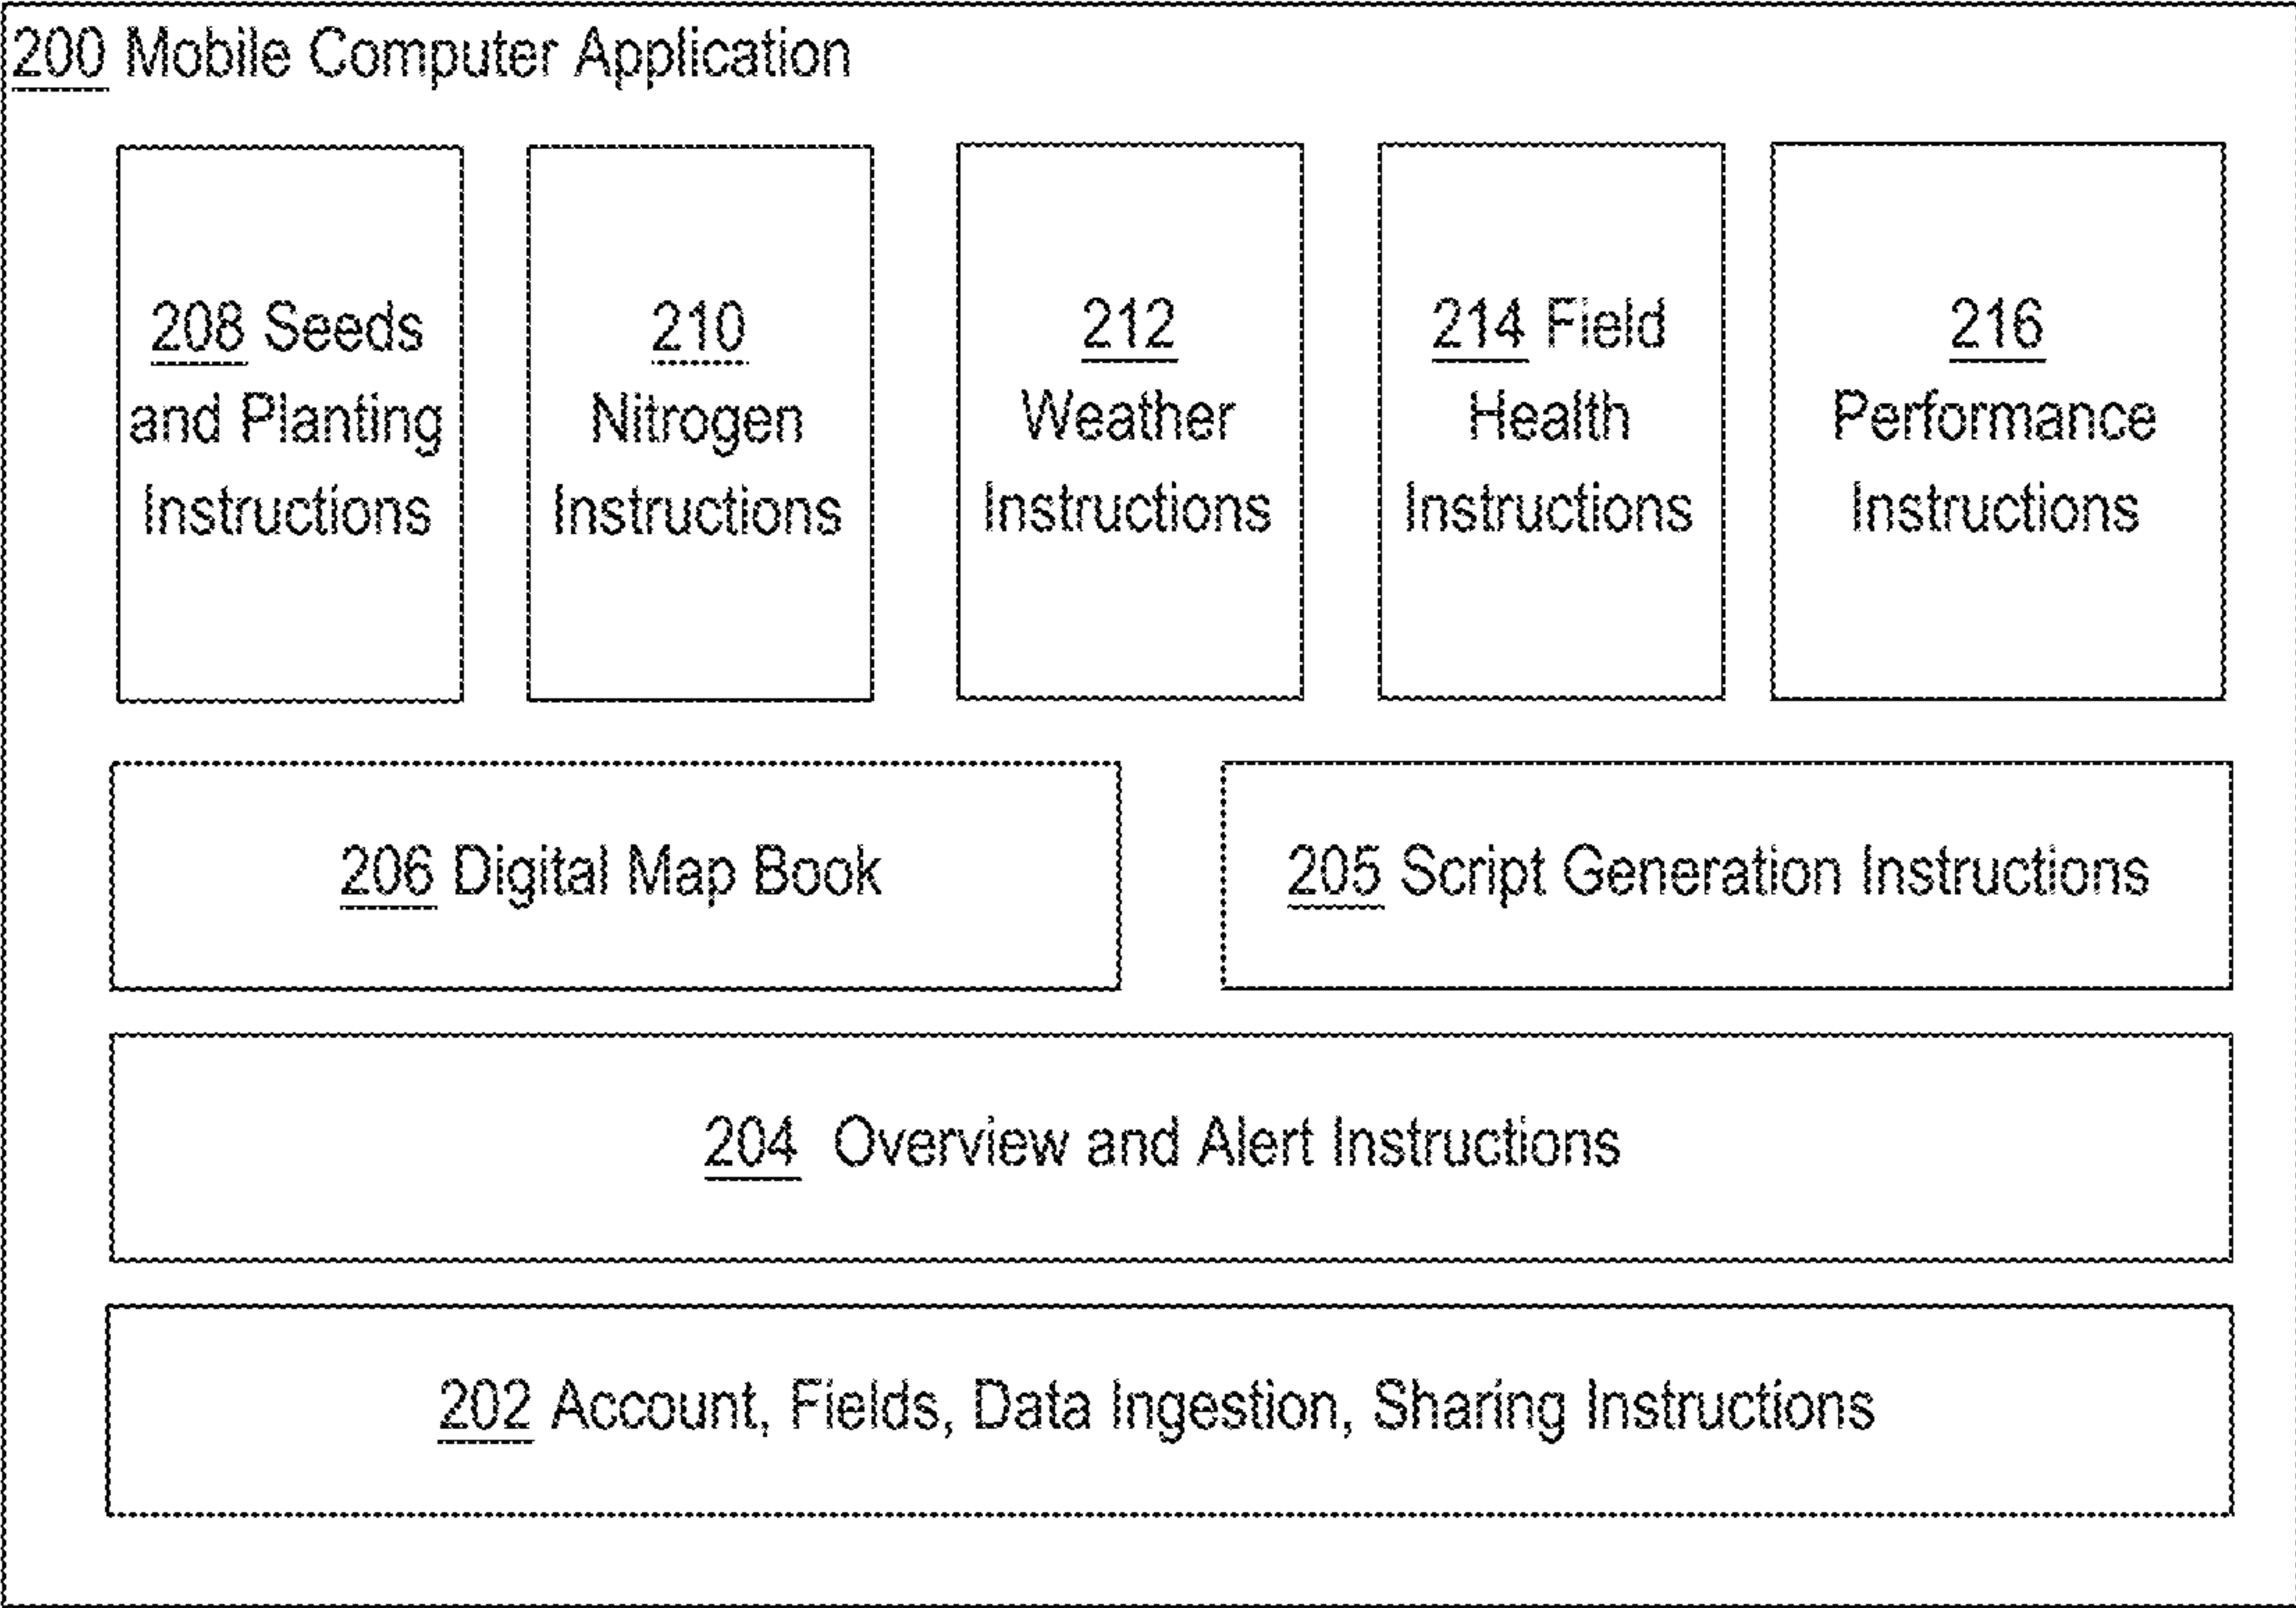 200 Mobile Computer Application
208 Seeds
and Planting
Instructions
210
Nitrogen
Instructions
212
Weather
Instructions
214 Field
Health
Instructions
216
Performance
Instructions
206 Digital Map Book
205 Script Generation Instructions
204 Overview and Alert Instructions
202 Account, Fields, Data Ingestion, Sharing Instructions